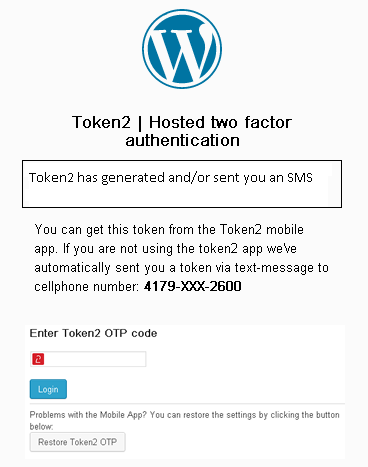 Token2 | Hosted two factor
authentication
Token2 has generated and/or sent you an SMS
You can get this token from the Token2 mobile
app. If you are not using the token2 app we've
automatically sent you a token via text-message to
cellphone number: 4179-XXX-2600
Enter Token2 OTP code
Login
Problems with the Mobile App? You can restore the settings by clicking the button
below:
Restore Token2 OTP